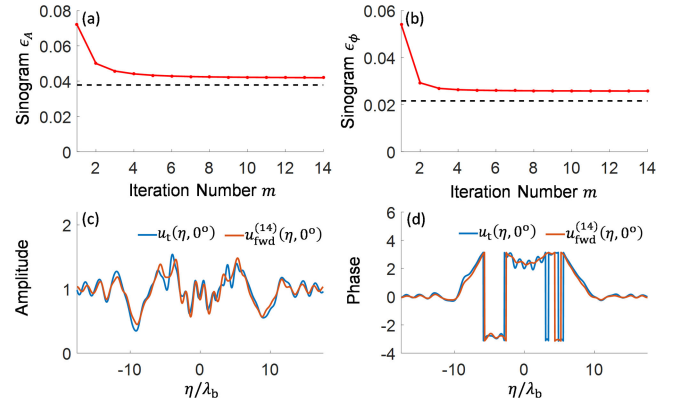 (a)
0.08
0.06
0.04
0.02
0
Sinogram ϵ_A
2 4 6 8 10 12 14
Iteration Number m
(b)
0.06
0.04
0.02
0
Sinogram ϵ_ϕ
2 4 6 8 10 12 14
Iteration Number m
(c)
u_t(η, 0°) u_fwd^(14)(η, 0°)
2
1
0
Amplitude
-10 0 10
η/λ_b
(d)
u_t(η, 0°) u_fwd^(14)(η, 0°)
6
4
2
0
-2
-4
Phase
-10 0 10
η/λ_b